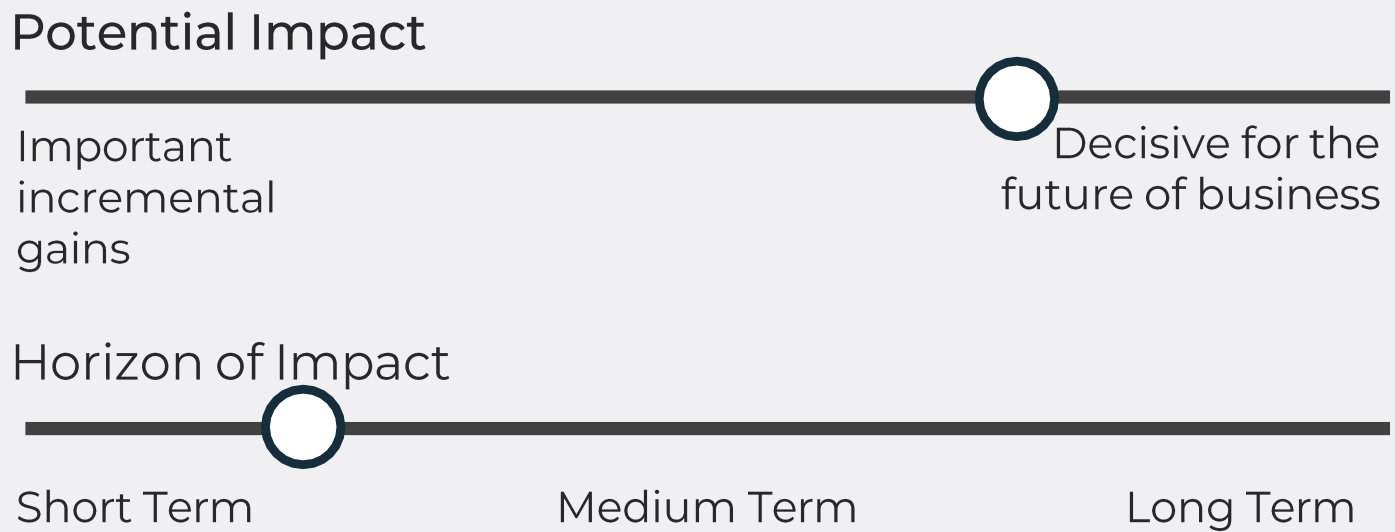 Potential Impact
Important
incremental
gains
Decisive for the
future of business
Horizon of Impact
Short Term
Medium Term
Long Term